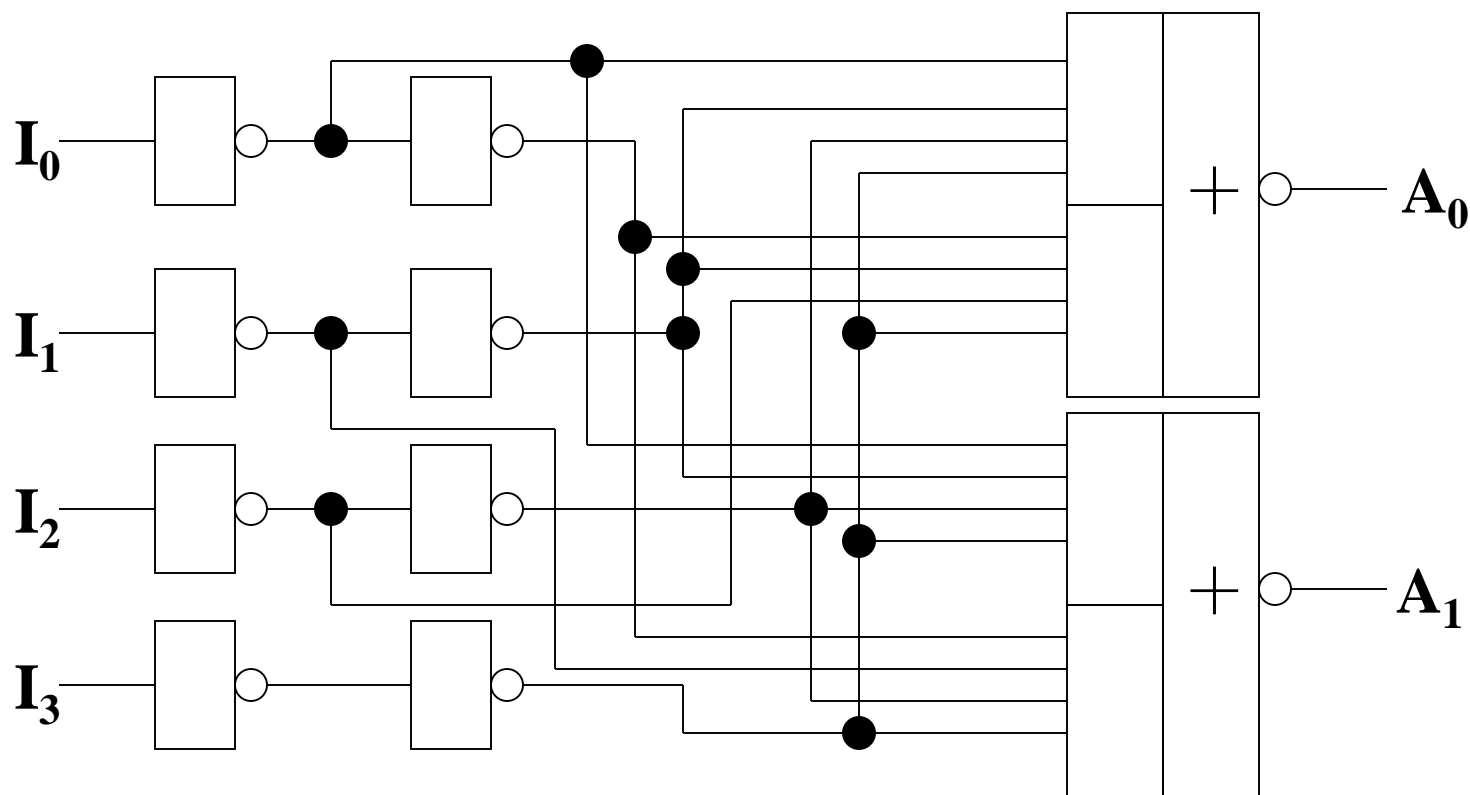 I₀
I₁
I₂
I₃
+
A₀
+
A₁